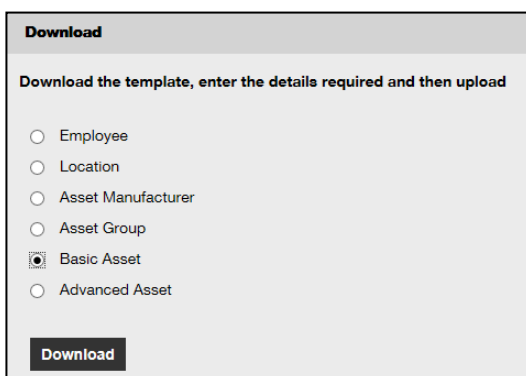 Download
Download the template, enter the details required and then upload
Employee
Location
Asset Manufacturer
Asset Group
Basic Asset
Advanced Asset
Download